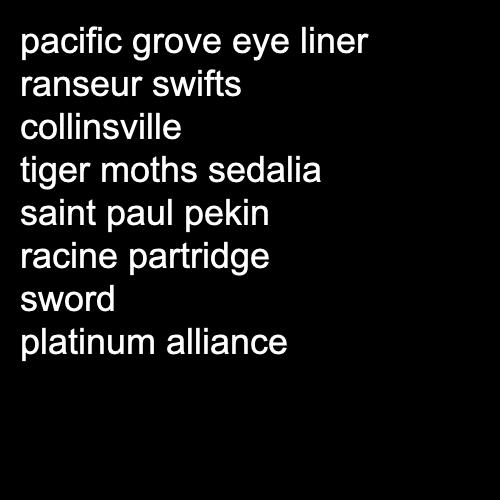 pacific grove eye liner
ranseur swifts
collinsville
tiger moths sedalia
saint paul pekin
racine partridge
sword
platinum alliance